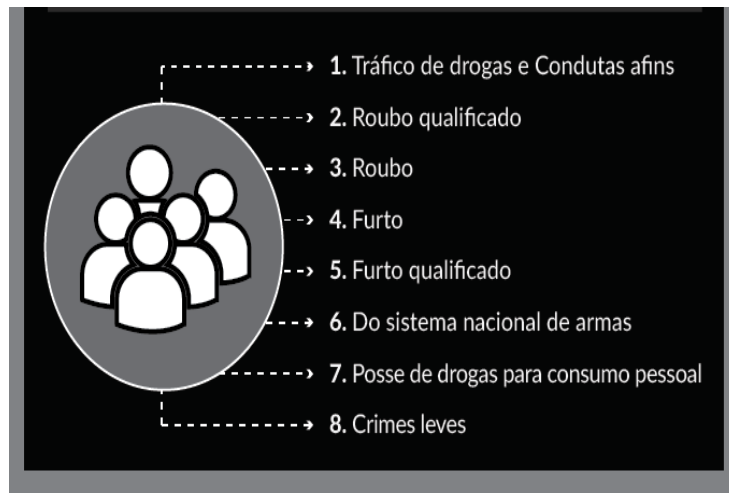 1. Tráfico de drogas e Condutas afins
2. Roubo qualificado
3. Roubo
4. Furto
5. Furto qualificado
6. Do sistema nacional de armas
7. Posse de drogas para consumo pessoal
8. Crimes leves